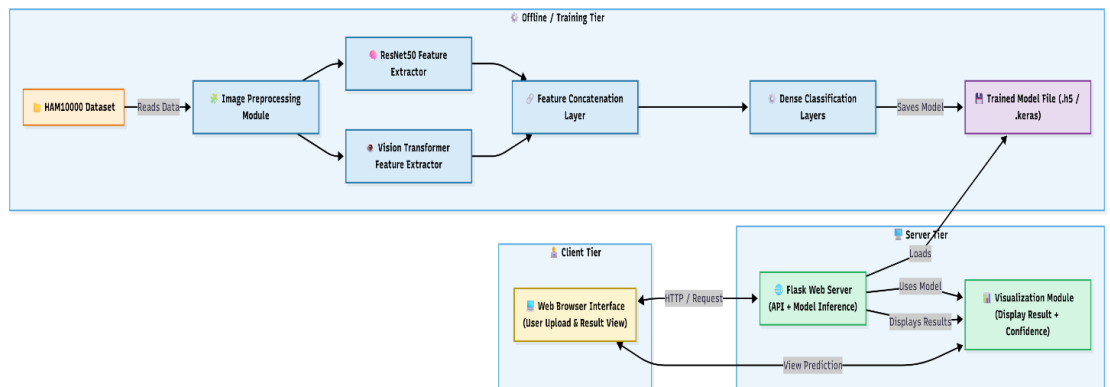 Offline / Training Tier
ResNet50 Feature
Extractor
HAM10000 Dataset
Reads Data
Image Preprocessing
Module
Feature Concatenation
Layer
Dense Classification
Layers
Saves Model
Trained Model File (.h5 /
.keras)
Vision Transformer
Feature Extractor
Server Tier
Client Tier
Loads
Web Browser Interface
(User Upload & Result View)
HTTP / Request
Flask Web Server
(API + Model Inference)
Uses Model
Displays Results
Visualization Module
(Display Result +
Confidence)
View Prediction